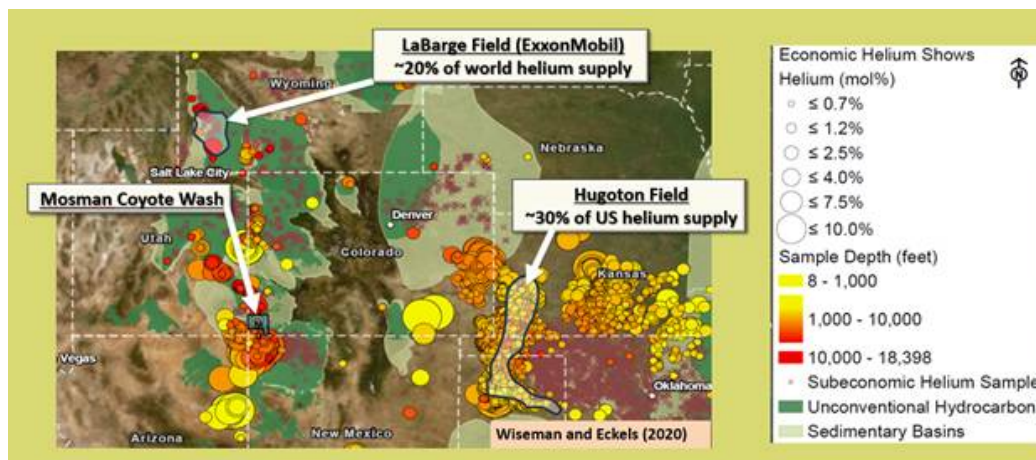 LaBarge Field (ExxonMobil)
~20% of world helium supply
Wyoming
Salt Lake City
Nebraska
Mosman Coyote Wash
Hugoton Field
~30% of US helium supply
Denver
Utah
Colorado
Kansas
Vegas
Oklahoma
Arizona
New Mexico
Wiseman and Eckels (2020)
Economic Helium Shows
Helium (mol%)
≤ 0.7%
≤ 1.2%
≤ 2.5%
≤ 4.0%
≤ 7.5%
≤ 10.0%
Sample Depth (feet)
8 - 1,000
1,000 - 10,000
10,000 - 18,398
Subeconomic Helium Sample
Unconventional Hydrocarbon
Sedimentary Basins
N